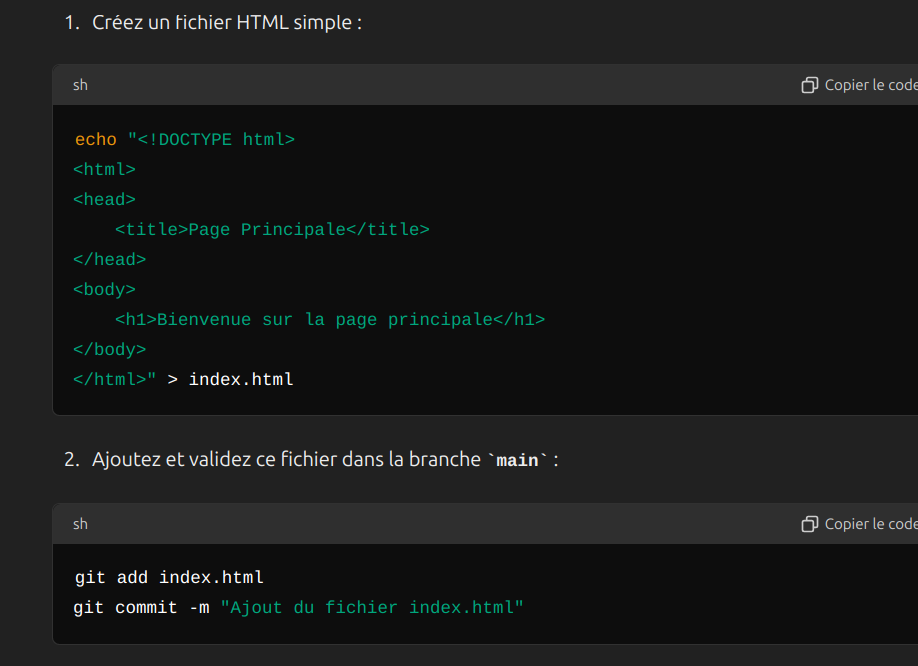 1. Créez un fichier HTML simple :
sh
Copier le code
echo "<!DOCTYPE html>
<html>
<head>
    <title>Page Principale</title>
</head>
<body>
    <h1>Bienvenue sur la page principale</h1>
</body>
</html>" > index.html
2. Ajoutez et validez ce fichier dans la branche `main` :
sh
Copier le code
git add index.html
git commit -m "Ajout du fichier index.html"